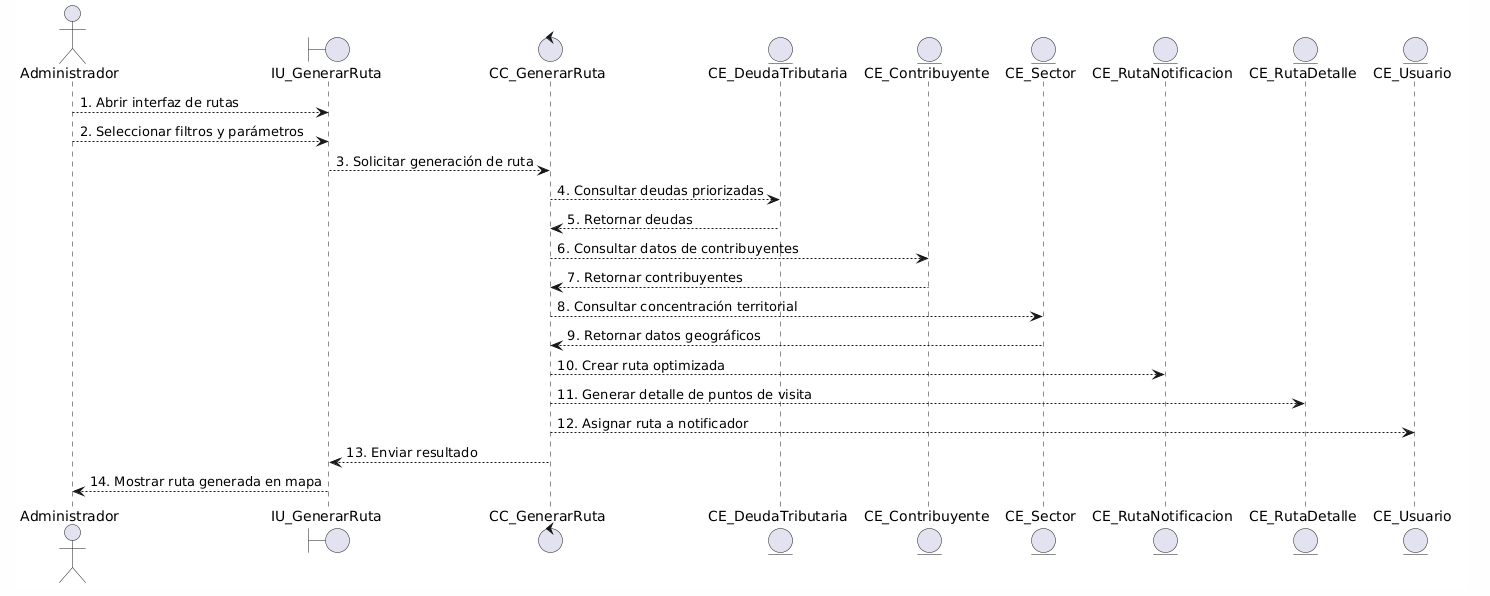 Administrador
IU_GenerarRuta
CC_GenerarRuta
CE_DeudaTributaria
CE_Contribuyente
CE_Sector
CE_RutaNotificacion
CE_RutaDetalle
CE_Usuario
1. Abrir interfaz de rutas
2. Seleccionar filtros y parámetros
3. Solicitar generación de ruta
4. Consultar deudas priorizadas
5. Retornar deudas
6. Consultar datos de contribuyentes
7. Retornar contribuyentes
8. Consultar concentración territorial
9. Retornar datos geográficos
10. Crear ruta optimizada
11. Generar detalle de puntos de visita
12. Asignar ruta a notificador
13. Enviar resultado
14. Mostrar ruta generada en mapa
Administrador
IU_GenerarRuta
CC_GenerarRuta
CE_DeudaTributaria
CE_Contribuyente
CE_Sector
CE_RutaNotificacion
CE_RutaDetalle
CE_Usuario